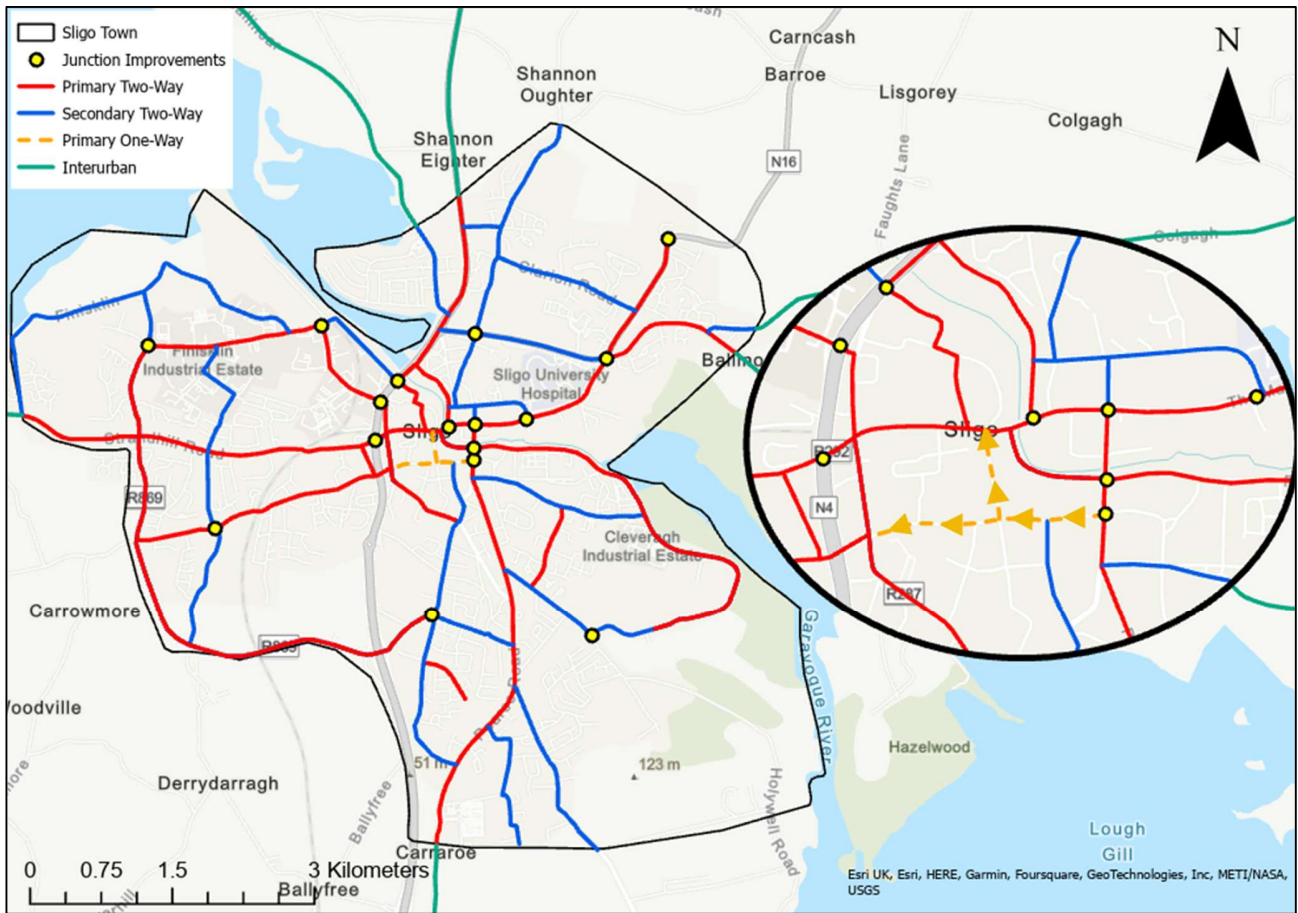 Sligo Town
Junction Improvements
Primary Two-Way
Secondary Two-Way
Primary One-Way
Interurban
N
Carncash
Barroe
Lisgorey
Colgagh
Shannon
Oughter
Shannon
Eighter
N16
Faughts Lane
Colgagh
Clarion Road
Finisklin
Finisklin
Industrial Estate
Sligo University
Hospital
Strandhill Road
Sligo
R869
Sligo
R292
N4
R287
Cleveragh
Industrial Estate
Carrowmore
Garavogue River
Hazelwood
Derrydarragh
51 m
123 m
Ballyfree
Holywell Road
Carraroe
Lough
Gill
0 0.75 1.5 3 Kilometers
Ballyfree
Esri UK, Esri, HERE, Garmin, Foursquare, GeoTechnologies, Inc, METI/NASA,
USGS